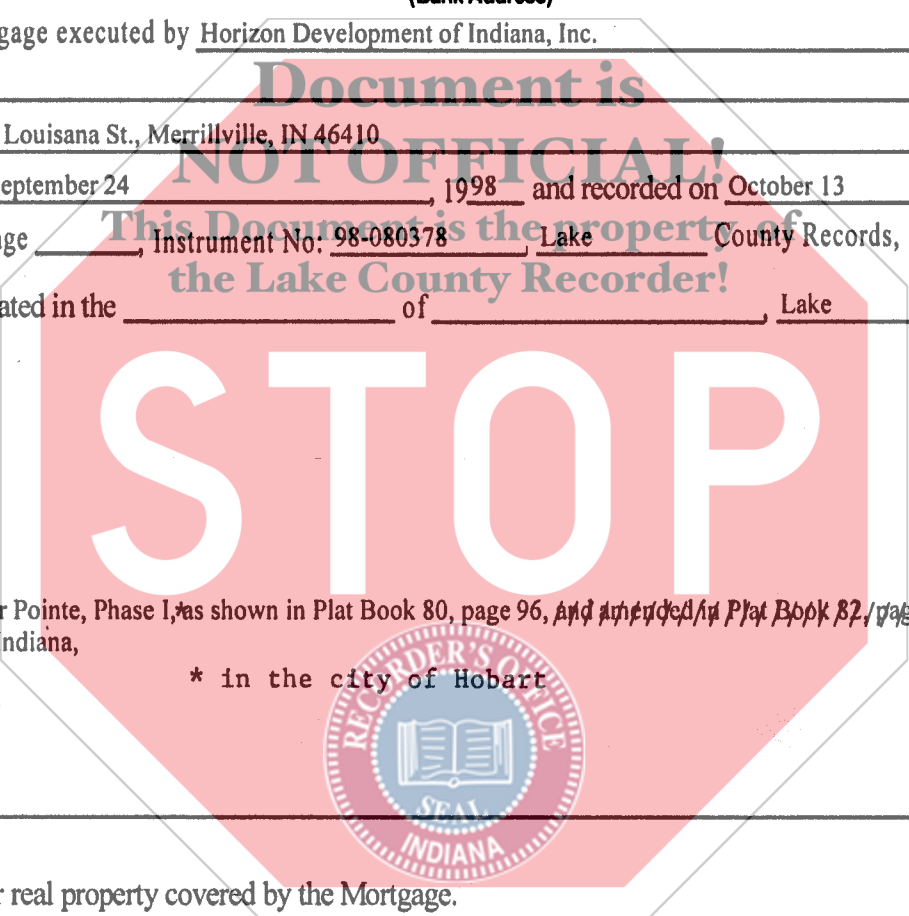 (Bank Address)
gage executed by Horizon Development of Indiana, Inc.
Document is
Louisana St., Merrillville, IN 46410
NOT OFFICIAL!
eptember 24 , 1998 and recorded on October 13
This Document is the property of
ge , Instrument No: 98-080378 , Lake County Records,
the Lake County Recorder!
ated in the of , Lake
STOP
r Pointe, Phase I,*as shown in Plat Book 80, page 96, and amended in Plat Book 82, pag
ndiana,
* in the city of Hobart
RECORDER'S OFFICE
SEAL
INDIANA
r real property covered by the Mortgage.